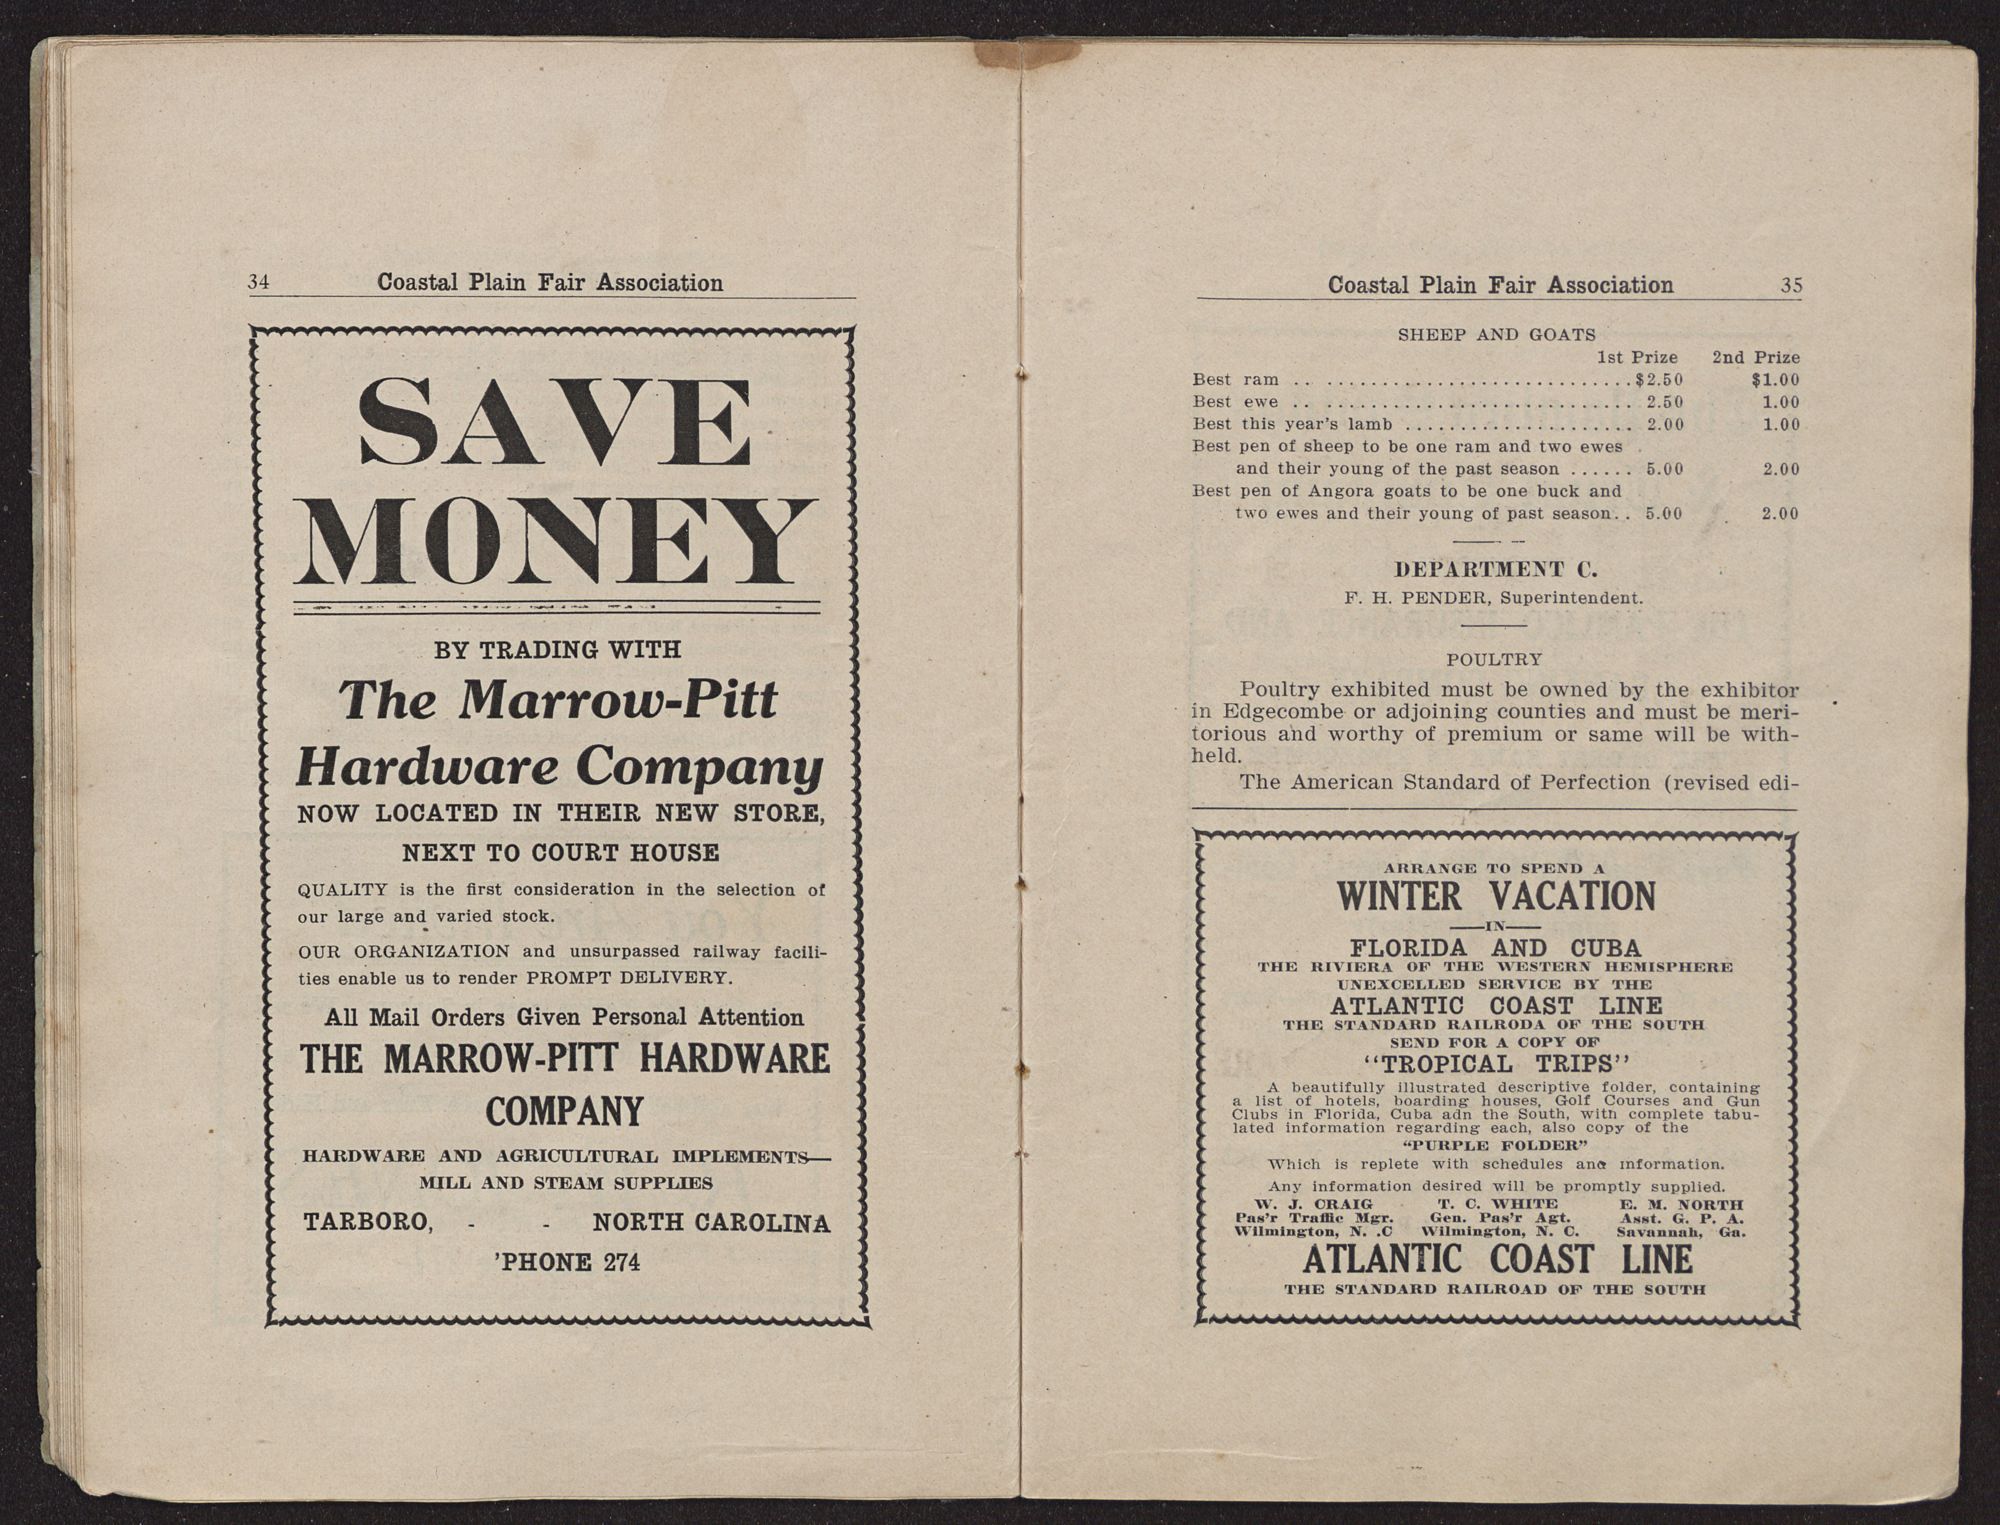 34 Coastal Plain Fair Association
SAVE
MONEY
BY TRADING WITH
The Marrow-Pitt
Hardware Company
NOW LOCATED IN THEIR NEW STORE,
NEXT TO COURT HOUSE
QUALITY is the first consideration in the selection of
our large and varied stock.
OUR ORGANIZATION and unsurpassed railway facili-
ties enable us to render PROMPT DELIVERY.
All Mail Orders Given Personal Attention
THE MARROW-PITT HARDWARE
COMPANY
HARDWARE AND AGRICULTURAL IMPLEMENTS—
MILL AND STEAM SUPPLIES
TARBORO, - - NORTH CAROLINA
'PHONE 274
Coastal Plain Fair Association 35
SHEEP AND GOATS
1st Prize 2nd Prize
Best ram .. ............................$2.50 $1.00
Best ewe .. ............................ 2.50 1.00
Best this year's lamb ..................... 2.00 1.00
Best pen of sheep to be one ram and two ewes
and their young of the past season ...... 5.00 2.00
Best pen of Angora goats to be one buck and
two ewes and their young of past season.. 5.00 2.00
DEPARTMENT C.
F. H. PENDER, Superintendent.
POULTRY
Poultry exhibited must be owned by the exhibitor
in Edgecombe or adjoining counties and must be meri-
torious and worthy of premium or same will be with-
held.
The American Standard of Perfection (revised edi-
ARRANGE TO SPEND A
WINTER VACATION
—IN—
FLORIDA AND CUBA
THE RIVIERA OF THE WESTERN HEMISPHERE
UNEXCELLED SERVICE BY THE
ATLANTIC COAST LINE
THE STANDARD RAILRODA OF THE SOUTH
SEND FOR A COPY OF
"TROPICAL TRIPS"
A beautifully illustrated descriptive folder, containing
a list of hotels, boarding houses, Golf Courses and Gun
Clubs in Florida, Cuba adn the South, with complete tabu-
lated information regarding each, also copy of the
"PURPLE FOLDER"
Which is replete with schedules and information.
Any information desired will be promptly supplied.
W. J. CRAIG T. C. WHITE E. M. NORTH
Pas'r Traffic Mgr. Gen. Pas'r Agt. Asst. G. P. A.
Wilmington, N. .C Wilmington, N. C. Savannah, Ga.
ATLANTIC COAST LINE
THE STANDARD RAILROAD OF THE SOUTH